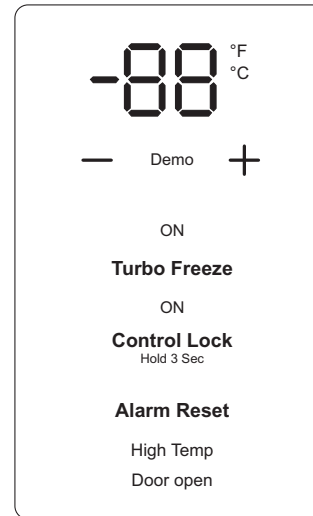 -88 °F
°C
— Demo +
ON
Turbo Freeze
ON
Control Lock
Hold 3 Sec
Alarm Reset
High Temp
Door open